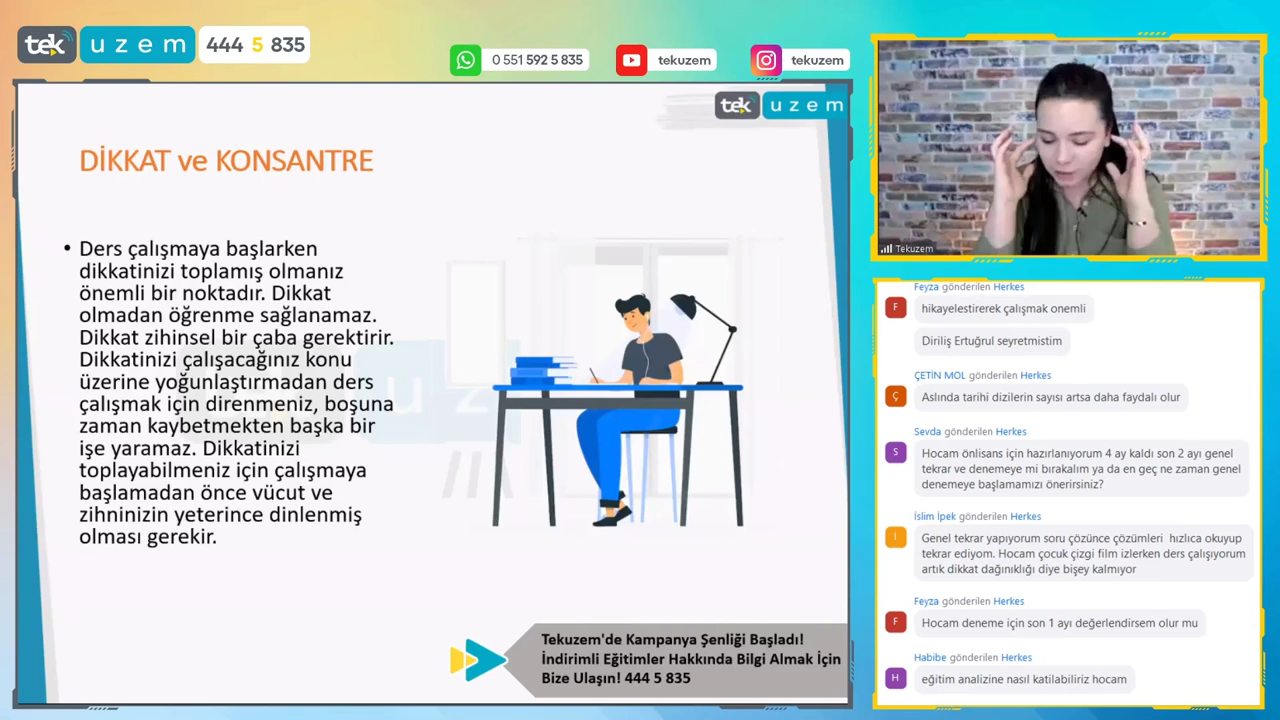 tek uzem 444 5 835
0 551 592 5 835
tekuzem
tekuzem
tek uzem
DİKKAT ve KONSANTRE
• Ders çalışmaya başlarken
dikkatinizi toplamış olmanız
önemli bir noktadır. Dikkat
olmadan öğrenme sağlanamaz.
Dikkat zihinsel bir çaba gerektirir.
Dikkatinizi çalışacağınız konu
üzerine yoğunlaştırmadan ders
çalışmak için direnmeniz, boşuna
zaman kaybetmekten başka bir
işe yaramaz. Dikkatinizi
toplayabilmeniz için çalışmaya
başlamadan önce vücut ve
zihninizin yeterince dinlenmiş
olması gerekir.
Tekuzem'de Kampanya Şenliği Başladı!
İndirimli Eğitimler Hakkında Bilgi Almak İçin
Bize Ulaşın! 444 5 835
Tekuzem
Feyza gönderilen Herkes
F
hikayelestirerek çalışmak onemli
Diriliş Ertuğrul seyretmistim
ÇETİN MOL gönderilen Herkes
Ç
Aslında tarihi dizilerin sayısı artsa daha faydalı olur
Sevda gönderilen Herkes
S
Hocam önlisans için hazırlanıyorum 4 ay kaldı son 2 ayı genel
tekrar ve denemeye mi bırakalım ya da en geç ne zaman genel
denemeye başlamamızı önerirsiniz?
İslim İpek gönderilen Herkes
İ
Genel tekrar yapıyorum soru çözünce çözümleri hızlıca okuyup
tekrar ediyom. Hocam çocuk çizgi film izlerken ders çalışıyorum
artık dikkat dağınıklığı diye bişey kalmıyor
Feyza gönderilen Herkes
F
Hocam deneme için son 1 ayı değerlendirsem olur mu
Habibe gönderilen Herkes
H
eğitim analizine nasıl katilabiliriz hocam